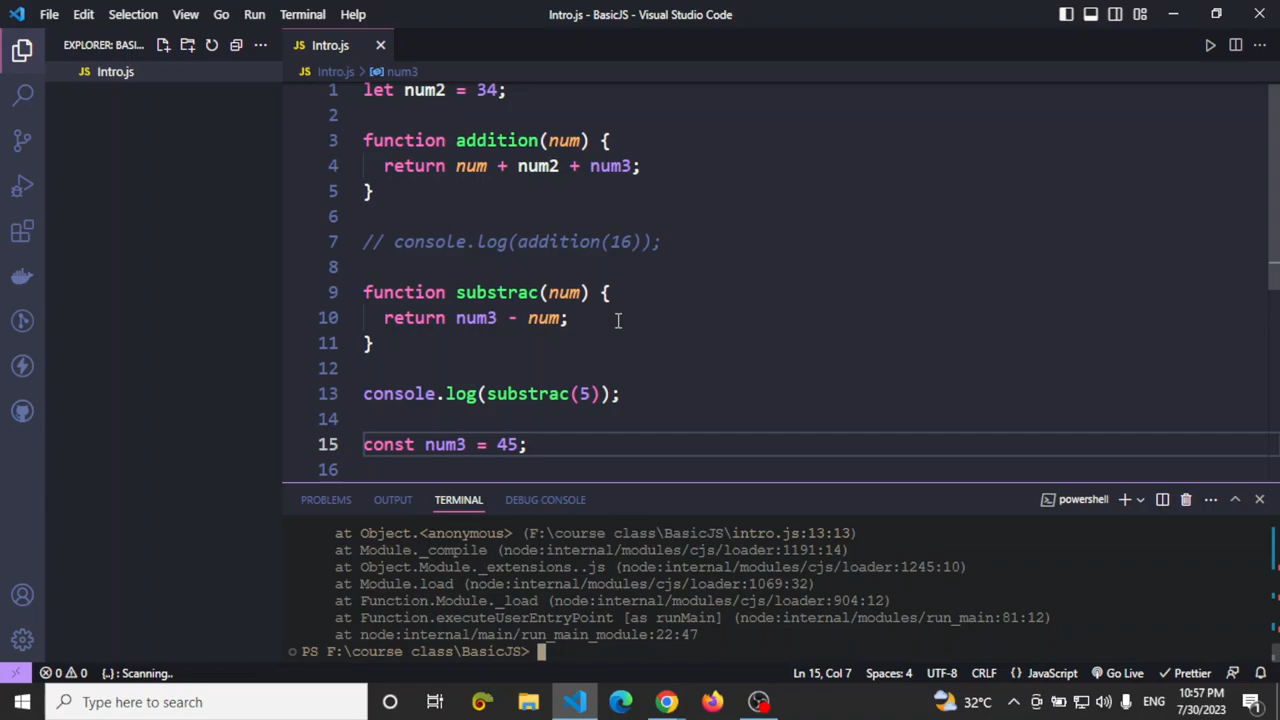 File Edit Selection View Go Run Terminal Help
Intro.js - BasicJS - Visual Studio Code
EXPLORER: BASI...
JS Intro.js
JS Intro.js
JS Intro.js > num3
1 let num2 = 34;
2
3 function addition(num) {
4 return num + num2 + num3;
5 }
6
7 // console.log(addition(16));
8
9 function substrac(num) {
10 return num3 - num;
11 }
12
13 console.log(substrac(5));
14
15 const num3 = 45;
16
PROBLEMS OUTPUT TERMINAL DEBUG CONSOLE
powershell
at Object.<anonymous> (F:\course class\BasicJS\intro.js:13:13)
at Module._compile (node:internal/modules/cjs/loader:1191:14)
at Object.Module._extensions..js (node:internal/modules/cjs/loader:1245:10)
at Module.load (node:internal/modules/cjs/loader:1069:32)
at Function.Module._load (node:internal/modules/cjs/loader:904:12)
at Function.executeUserEntryPoint [as runMain] (node:internal/modules/run_main:81:12)
at node:internal/main/run_main_module:22:47
PS F:\course class\BasicJS>
0 0 {..} : Scanning..
Ln 15, Col 7 Spaces: 4 UTF-8 CRLF {} JavaScript Go Live Prettier
Type here to search
32°C
ENG
10:57 PM
7/30/2023
1